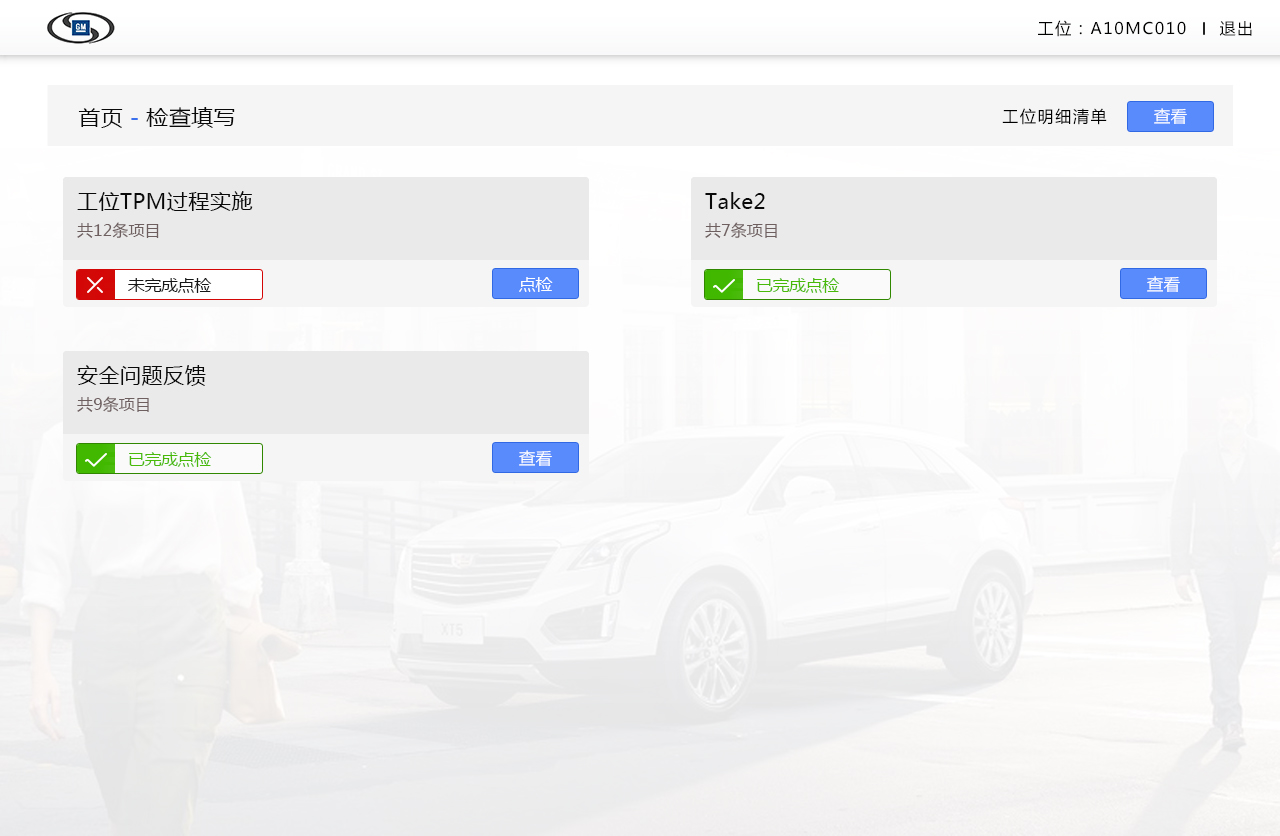 GM
工位：A10MC010 I 退出
首页 - 检查填写
工位明细清单 查看
工位TPM过程实施
共12条项目
未完成点检 点检
Take2
共7条项目
已完成点检 查看
安全问题反馈
共9条项目
已完成点检 查看
XT5